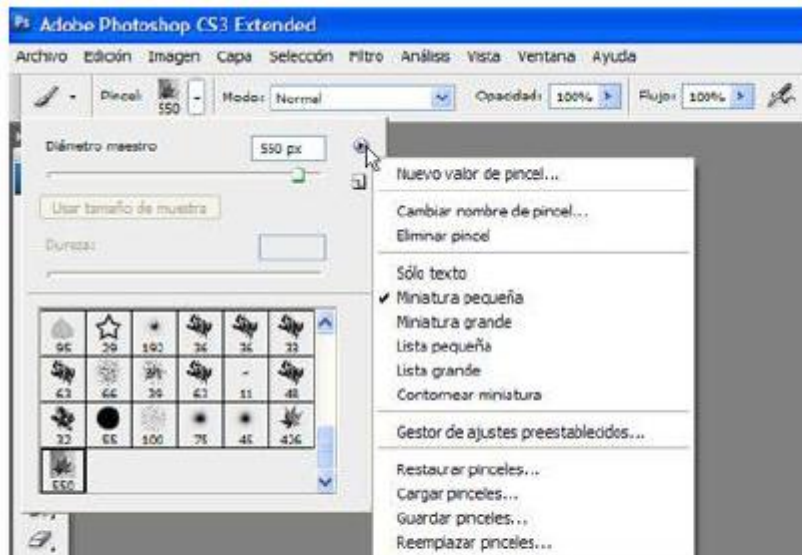 Ps Adobe Photoshop CS3 Extended
Archivo Edición Imagen Capa Selección Filtro Análisis Vista Ventana Ayuda
Pincel: 550 Modo: Normal Opacidad: 100% Flujo: 100%
Diámetro maestro 550 px
Usar tamaño de muestra
Dureza:
95 29 192 36 36 33
63 66 39 63 11 48
32 55 100 75 45 436
550
Nuevo valor de pincel...
Cambiar nombre de pincel...
Eliminar pincel
Sólo texto
Miniatura pequeña
Miniatura grande
Lista pequeña
Lista grande
Contornear miniatura
Gestor de ajustes preestablecidos...
Restaurar pinceles...
Cargar pinceles...
Guardar pinceles...
Reemplazar pinceles...